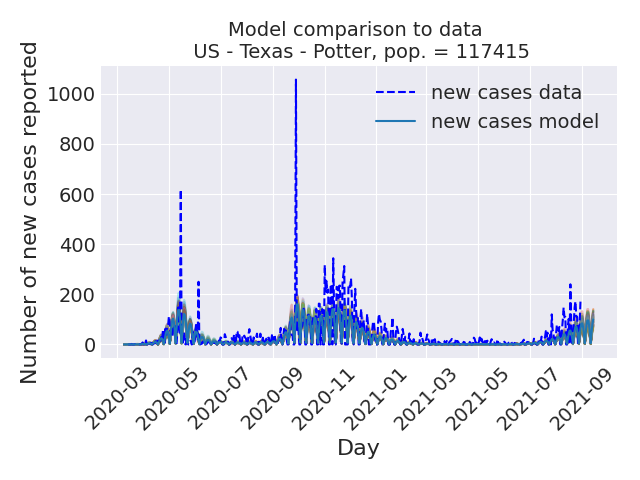 Model comparison to data
US - Texas - Potter, pop. = 117415
Number of new cases reported
1000
800
600
400
200
0
new cases data
new cases model
2020-03
2020-05
2020-07
2020-09
2020-11
2021-01
2021-03
2021-05
2021-07
2021-09
Day